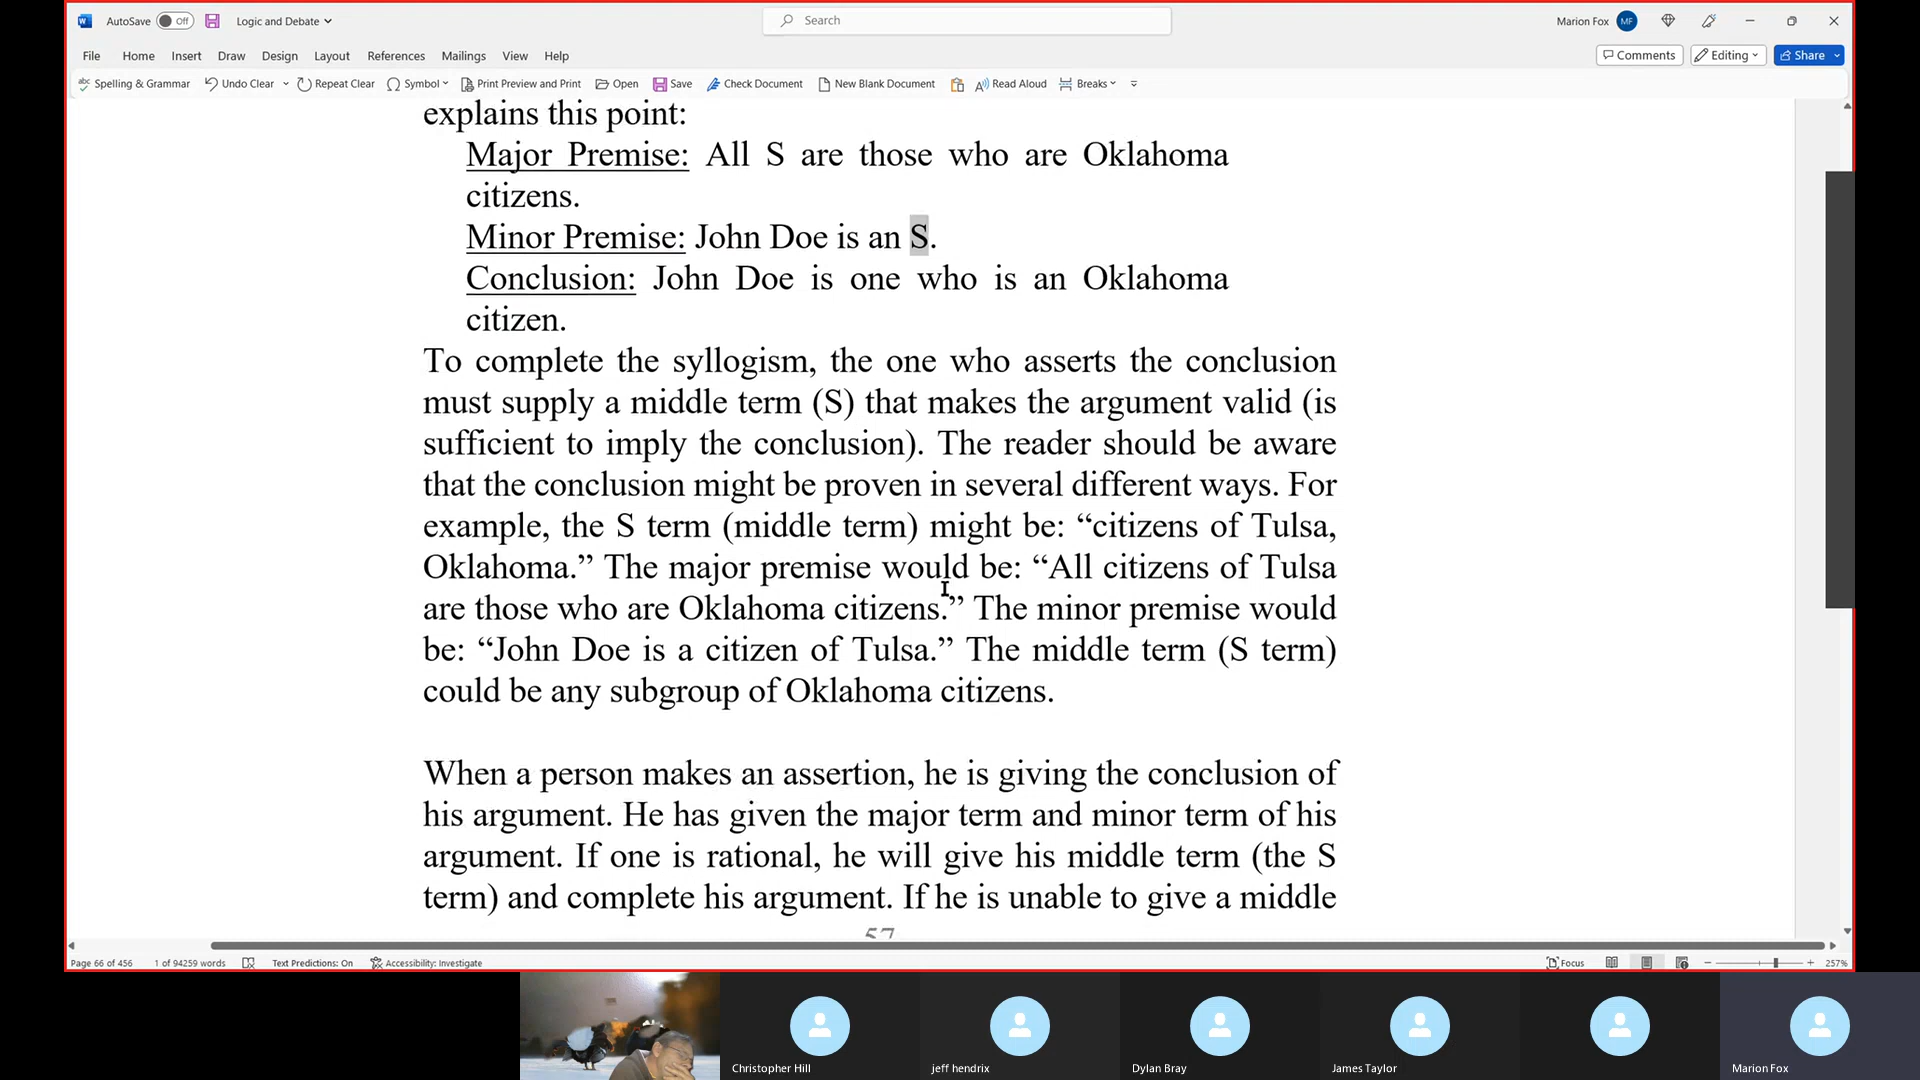 AutoSave Off Logic and Debate Search Marion Fox MF
File Home Insert Draw Design Layout References Mailings View Help Comments Editing Share
Spelling & Grammar Undo Clear Repeat Clear Symbol Print Preview and Print Open Save Check Document New Blank Document Read Aloud Breaks
explains this point:
Major Premise: All S are those who are Oklahoma
citizens.
Minor Premise: John Doe is an S.
Conclusion: John Doe is one who is an Oklahoma
citizen.
To complete the syllogism, the one who asserts the conclusion
must supply a middle term (S) that makes the argument valid (is
sufficient to imply the conclusion). The reader should be aware
that the conclusion might be proven in several different ways. For
example, the S term (middle term) might be: “citizens of Tulsa,
Oklahoma.” The major premise would be: “All citizens of Tulsa
are those who are Oklahoma citizens.” The minor premise would
be: “John Doe is a citizen of Tulsa.” The middle term (S term)
could be any subgroup of Oklahoma citizens.
When a person makes an assertion, he is giving the conclusion of
his argument. He has given the major term and minor term of his
argument. If one is rational, he will give his middle term (the S
term) and complete his argument. If he is unable to give a middle
57
Page 66 of 456 1 of 94259 words Text Predictions: On Accessibility: Investigate Focus 257%
Christopher Hill jeff hendrix Dylan Bray James Taylor Marion Fox